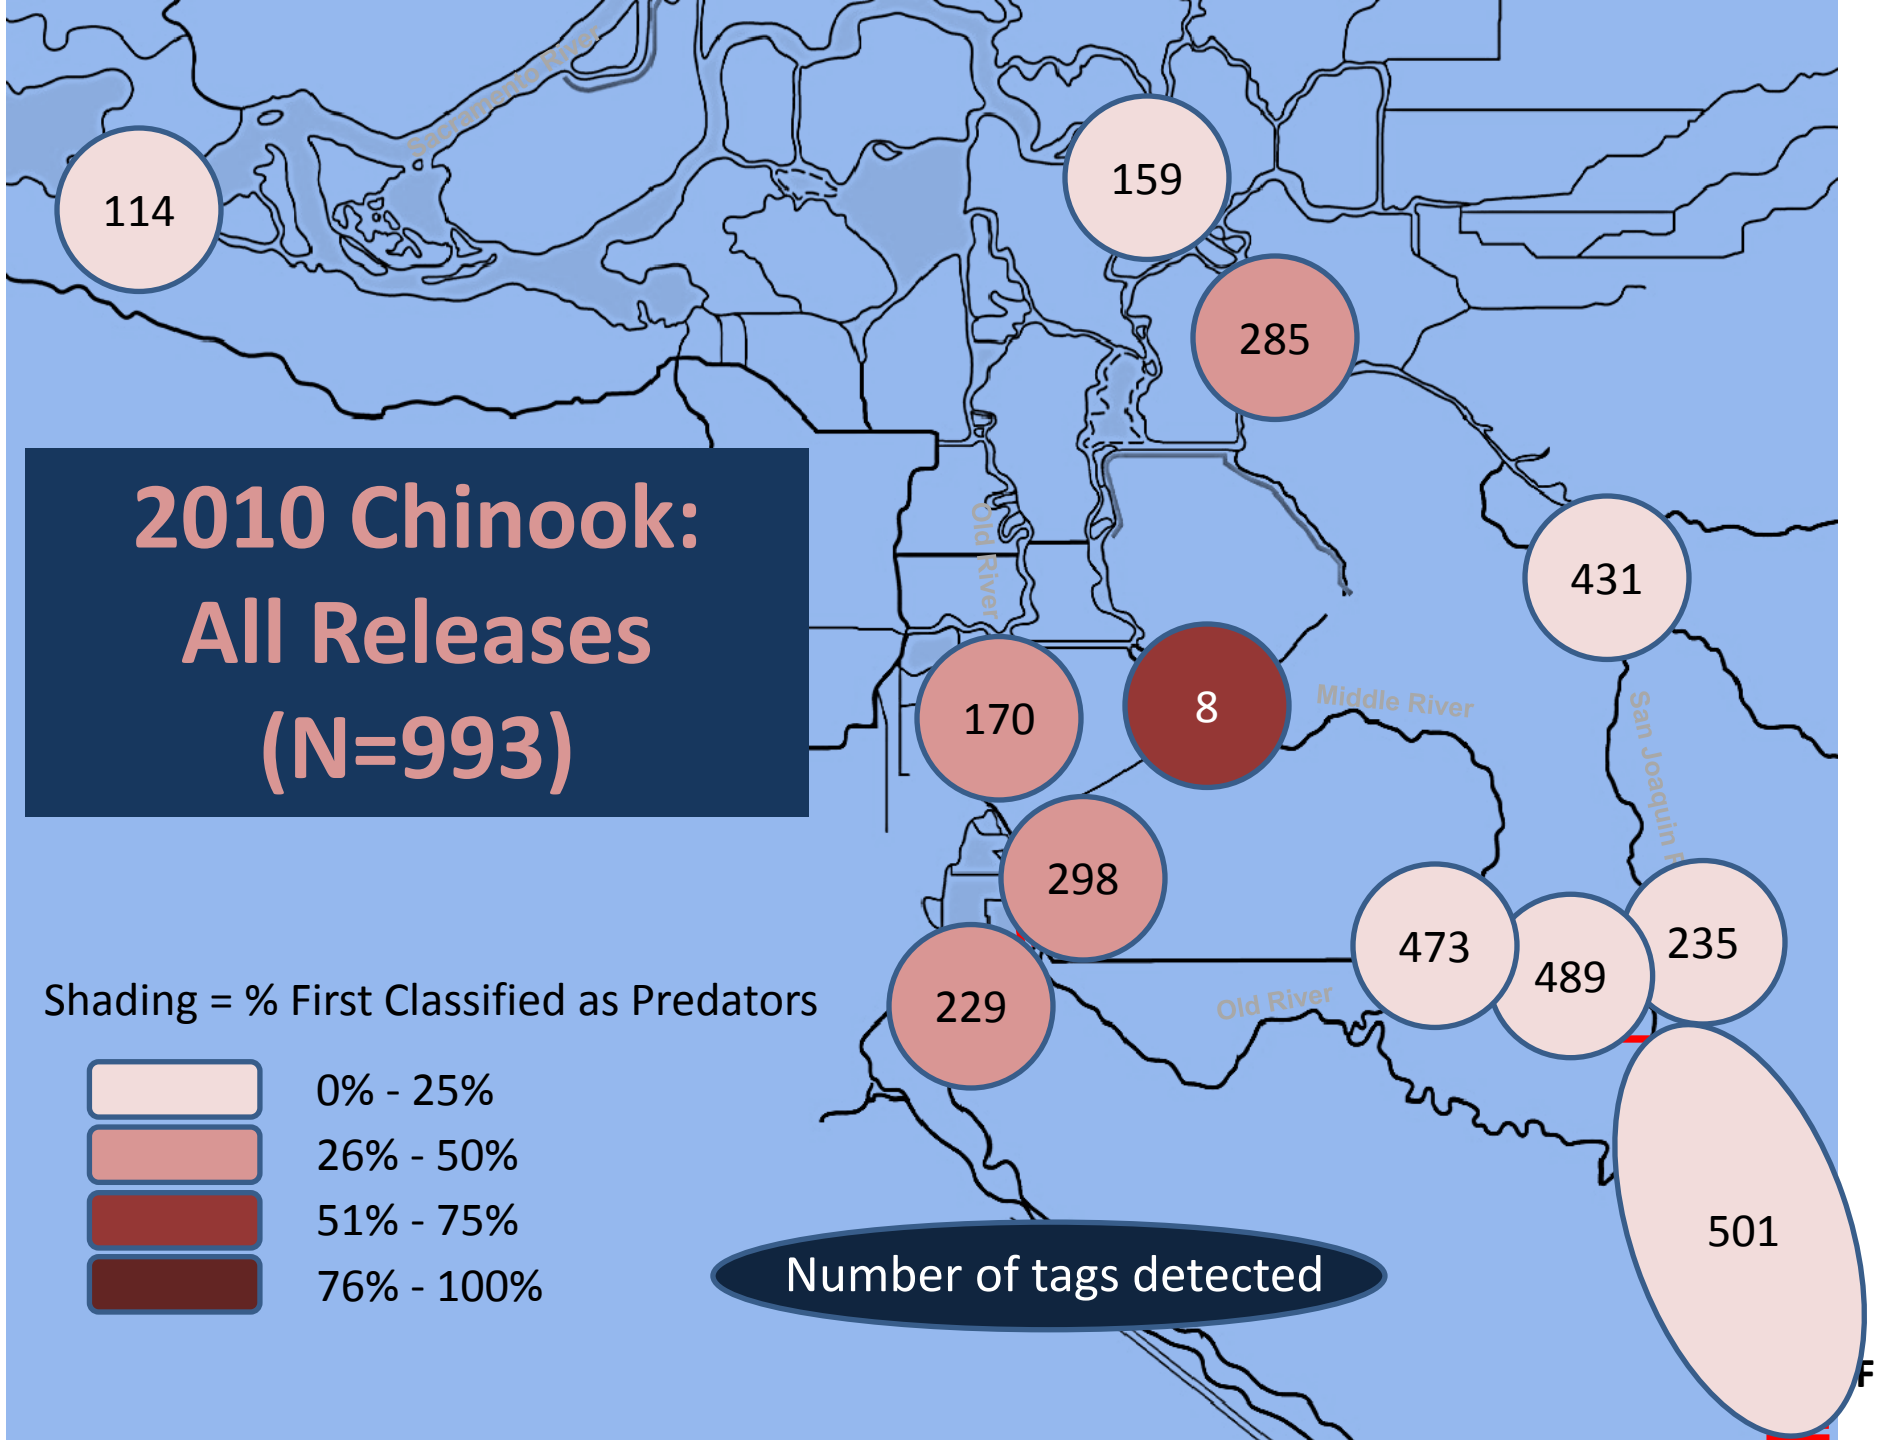 Sacramento River
114
159
285
2010 Chinook:
All Releases
(N=993)
Old River
431
170
8
Middle River
San Joaquin
298
473
489
235
229
Old River
Shading = % First Classified as Predators
0% - 25%
26% - 50%
51% - 75%
76% - 100%
501
Number of tags detected
F